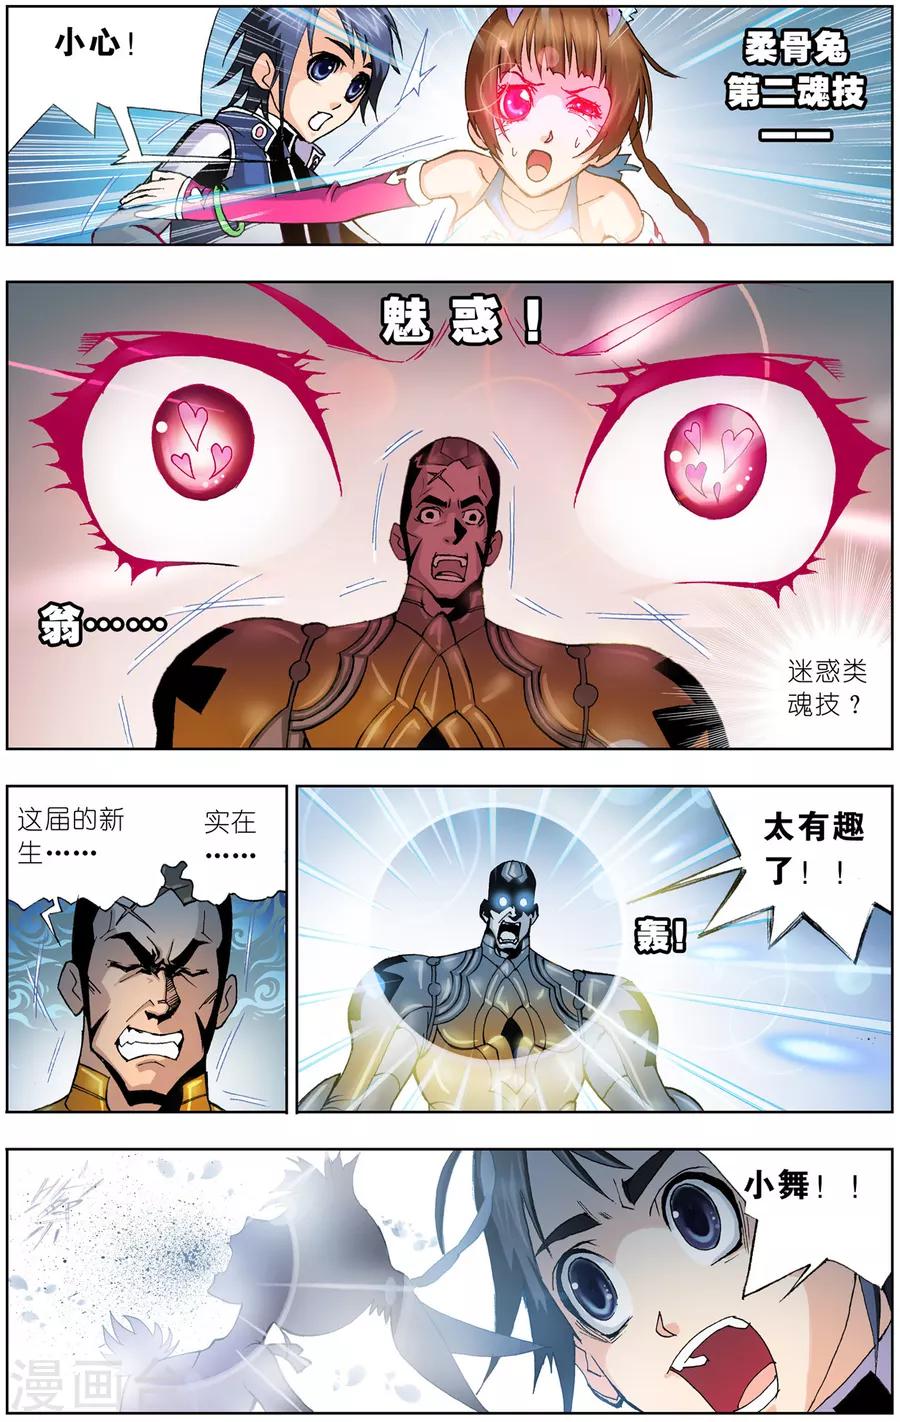 小心！
柔骨兔
第二魂技
——
魅惑！
翁……
迷惑类
魂技？
这届的新
生……
实在
……
太有趣
了！！
轰!
小舞！！
漫画台